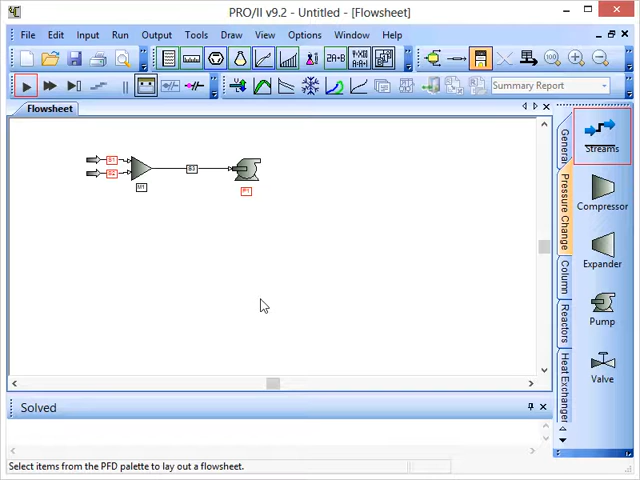 PRO/II v9.2 - Untitled - [Flowsheet]
File Edit Input Run Output Tools Draw View Options Window Help
Summary Report
Flowsheet
S1
S2
M1
S3
P1
General
Pressure Change
Column
Reactors
Heat Exchanger
Streams
Compressor
Expander
Pump
Valve
Solved
Select items from the PFD palette to lay out a flowsheet.